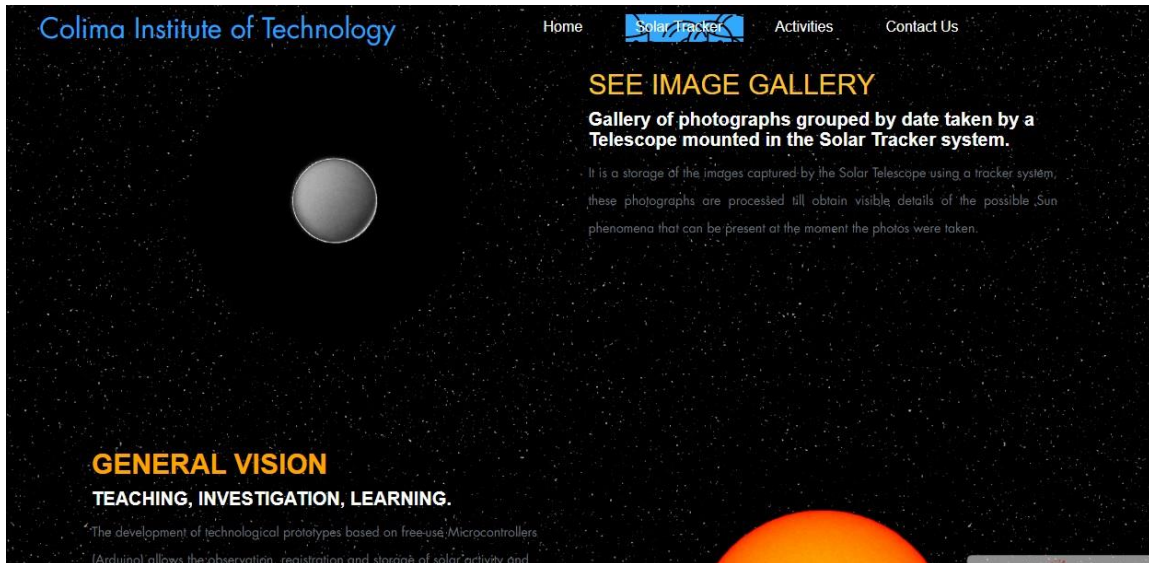 Colima Institute of Technology
Home
Solar Tracker
Activities
Contact Us
SEE IMAGE GALLERY
Gallery of photographs grouped by date taken by a
Telescope mounted in the Solar Tracker system.
It is a storage of the images captured by the Solar Telescope using a tracker system,
these photographs are processed till obtain visible details of the possible Sun
phenomena that can be present at the moment the photos were taken.
GENERAL VISION
TEACHING, INVESTIGATION, LEARNING.
The development of technological prototypes based on free-use Microcontrollers
(Arduino) allows the observation, registration and storage of solar activity and